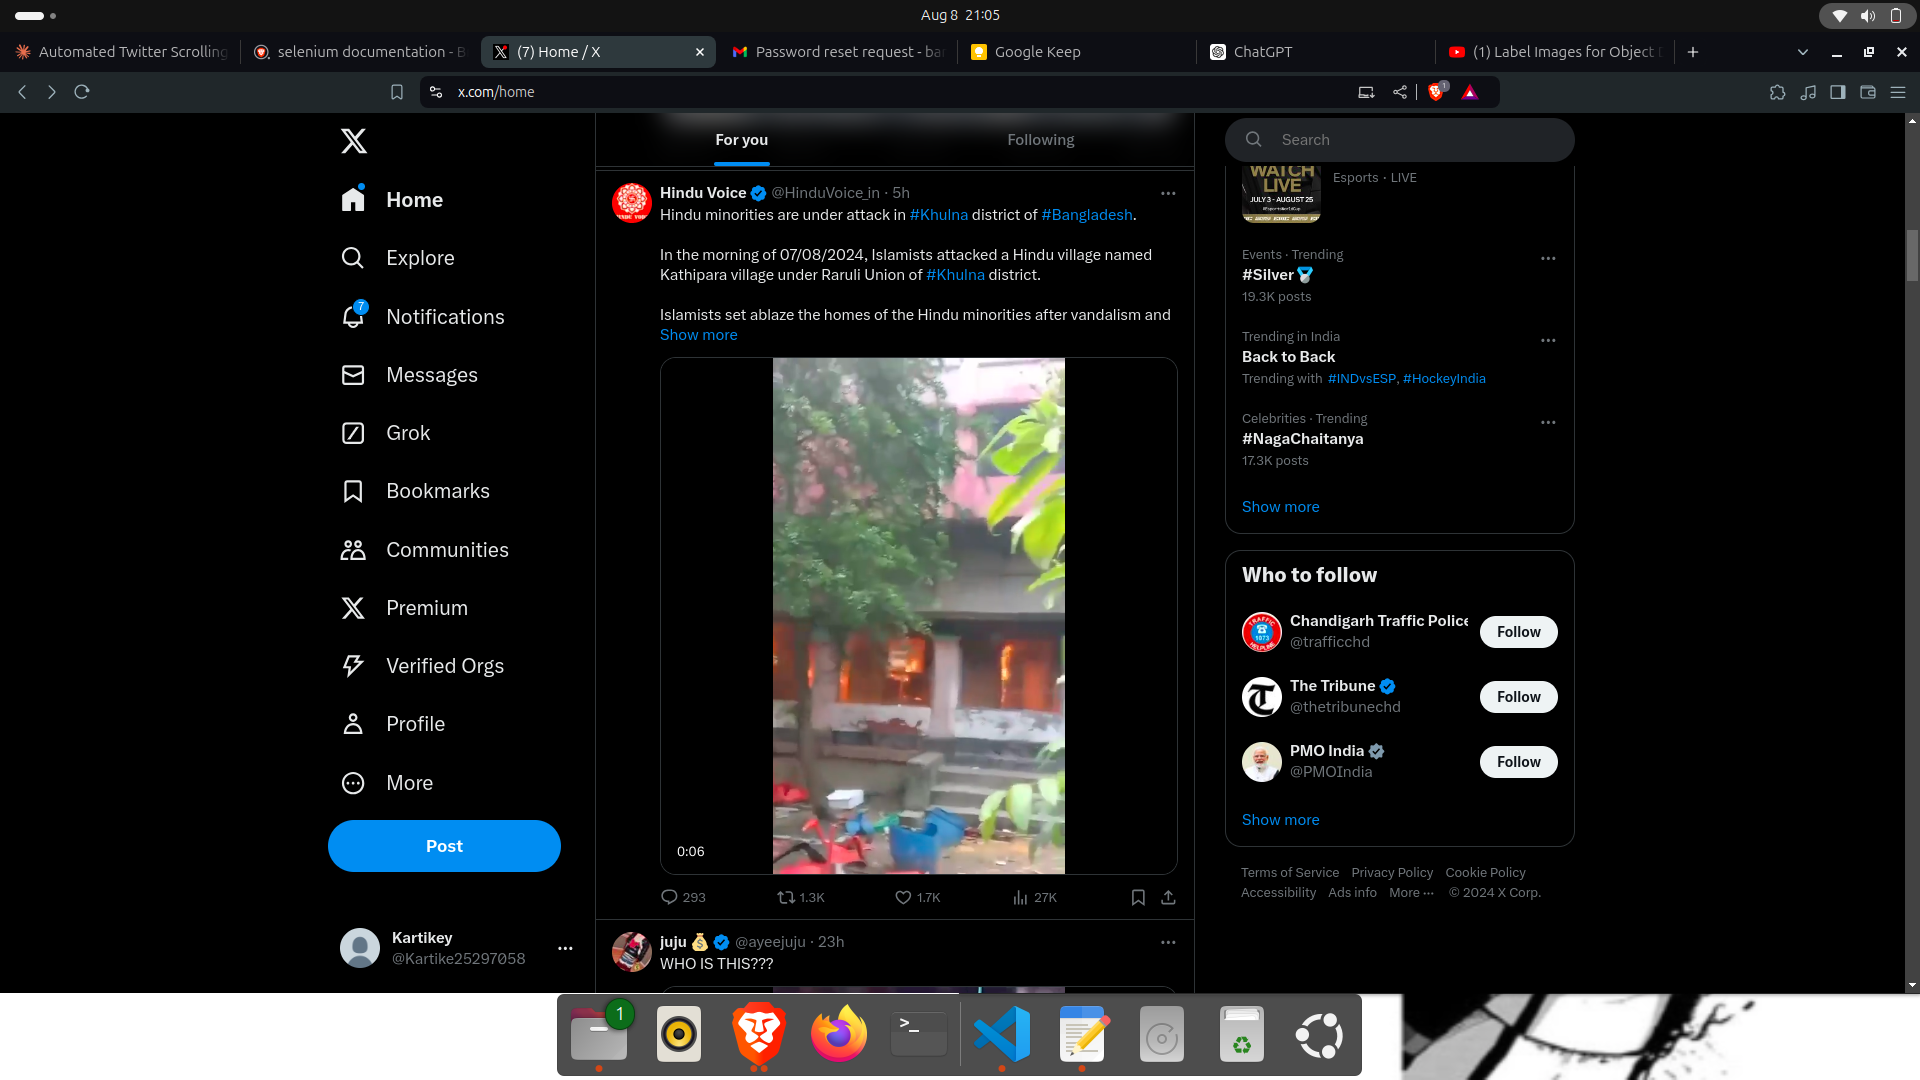 Aug 8 21:05
Automated Twitter Scrolling
selenium documentation - B
(7) Home / X
Password reset request - ba
Google Keep
ChatGPT
(1) Label Images for Object D
x.com/home
1
X
Home
Explore
7
Notifications
Messages
Grok
Bookmarks
Communities
Premium
Verified Orgs
Profile
More
Post
Kartikey
@Kartike25297058
For you
Following
Hindu Voice @HinduVoice_in · 5h
Hindu minorities are under attack in #Khulna district of #Bangladesh.
In the morning of 07/08/2024, Islamists attacked a Hindu village named
Kathipara village under Raruli Union of #Khulna district.
Islamists set ablaze the homes of the Hindu minorities after vandalism and
Show more
0:06
293 1.3K 1.7K 27K
juju 💰 @ayeejuju · 23h
WHO IS THIS???
Search
WATCH
LIVE
JULY 3 - AUGUST 25
Esports · LIVE
Events · Trending
#Silver
19.3K posts
Trending in India
Back to Back
Trending with #INDvsESP, #HockeyIndia
Celebrities · Trending
#NagaChaitanya
17.3K posts
Show more
Who to follow
TRAFFIC
1073
HELPLINE
Chandigarh Traffic Police
@trafficchd
Follow
The Tribune
@thetribunechd
Follow
PMO India
@PMOIndia
Follow
Show more
Terms of Service Privacy Policy Cookie Policy
Accessibility Ads info More ··· © 2024 X Corp.
1
>_